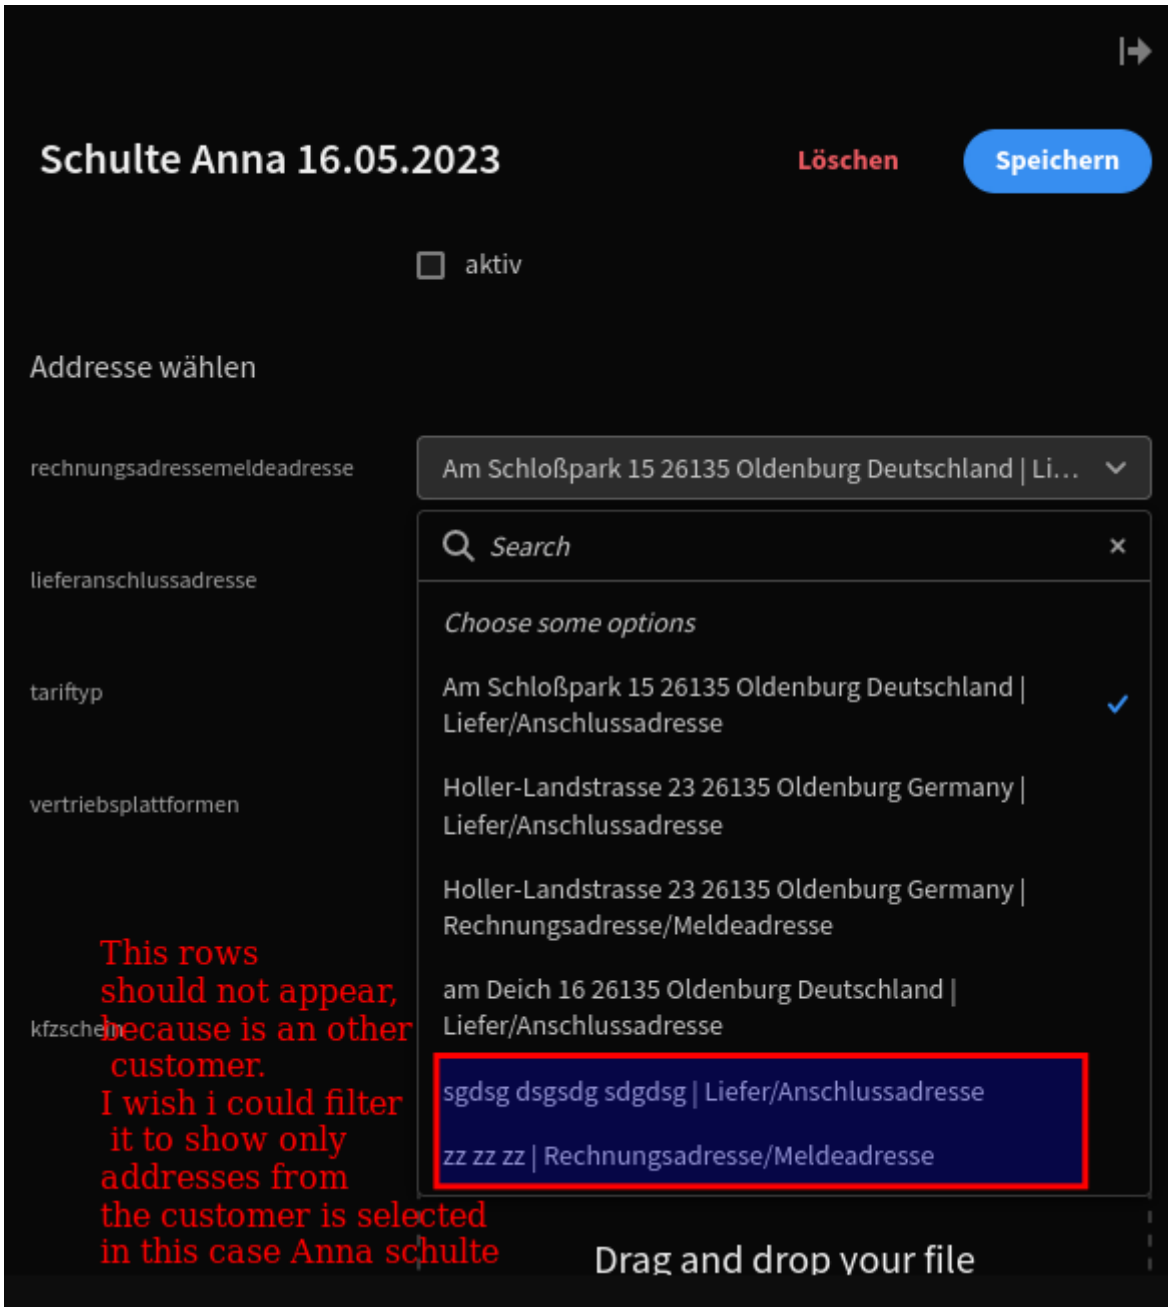 Schulte Anna 16.05.2023
Löschen
Speichern
aktiv
Addresse wählen
rechnungsadressemeldeadresse
Am Schloßpark 15 26135 Oldenburg Deutschland | Li...
Search
lieferanschlussadresse
Choose some options
tariftyp
Am Schloßpark 15 26135 Oldenburg Deutschland |
Liefer/Anschlussadresse
vertriebsplattformen
Holler-Landstrasse 23 26135 Oldenburg Germany |
Liefer/Anschlussadresse
Holler-Landstrasse 23 26135 Oldenburg Germany |
Rechnungsadresse/Meldeadresse
am Deich 16 26135 Oldenburg Deutschland |
Liefer/Anschlussadresse
sgdsg dsgsdg sdgdsg | Liefer/Anschlussadresse
zz zz zz | Rechnungsadresse/Meldeadresse
kfzschein
This rows
should not appear,
because is an other
customer.
I wish i could filter
it to show only
addresses from
the customer is selected
in this case Anna schulte
Drag and drop your file